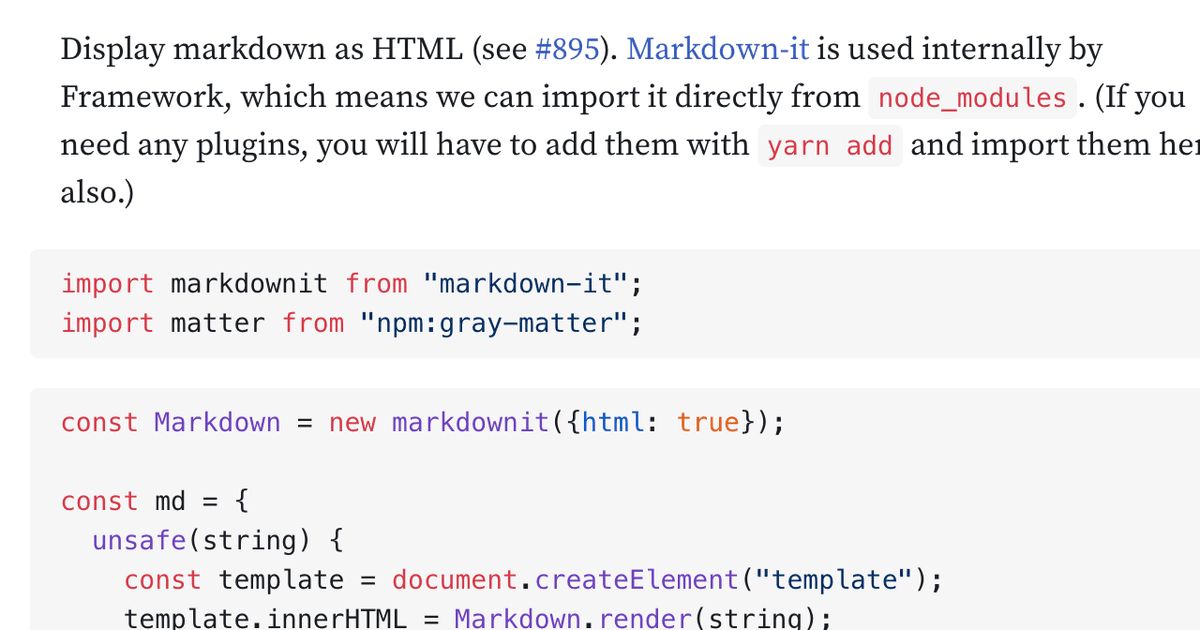 Display markdown as HTML (see #895). Markdown-it is used internally by
Framework, which means we can import it directly from node_modules. (If you
need any plugins, you will have to add them with yarn add and import them
also.)
import markdownit from "markdown-it";
import matter from "npm:gray-matter";
const Markdown = new markdownit({html: true});
const md = {
  unsafe(string) {
    const template = document.createElement("template");
    template.innerHTML = Markdown.render(string);